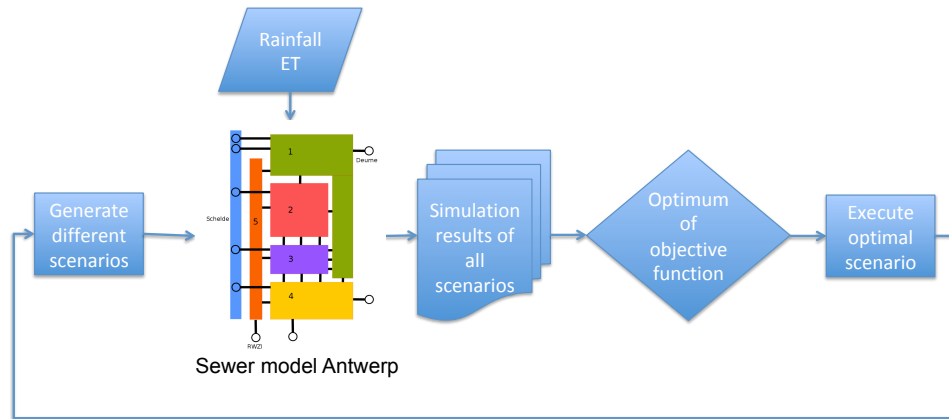 Rainfall
ET
1
Deurne
Generate
different
scenarios
Schelde
5
2
3
4
RWZI
Sewer model Antwerp
Simulation
results of
all
scenarios
Optimum
of
objective
function
Execute
optimal
scenario